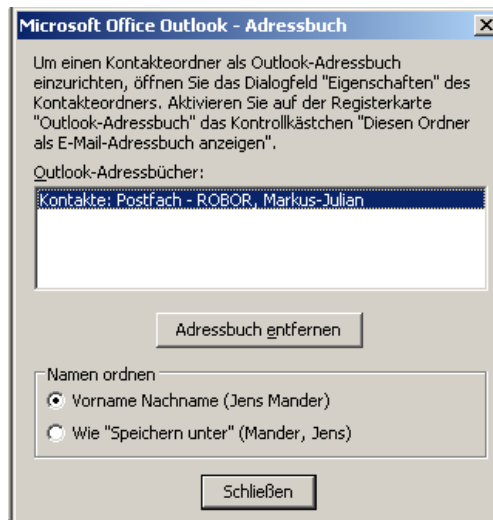 Microsoft Office Outlook - Adressbuch
Um einen Kontakteordner als Outlook-Adressbuch
einzurichten, öffnen Sie das Dialogfeld "Eigenschaften" des
Kontakteordners. Aktivieren Sie auf der Registerkarte
"Outlook-Adressbuch" das Kontrollkästchen "Diesen Ordner
als E-Mail-Adressbuch anzeigen".
Outlook-Adressbücher:
Kontakte: Postfach - ROBOR, Markus-Julian
Adressbuch entfernen
Namen ordnen
Vorname Nachname (Jens Mander)
Wie "Speichern unter" (Mander, Jens)
Schließen